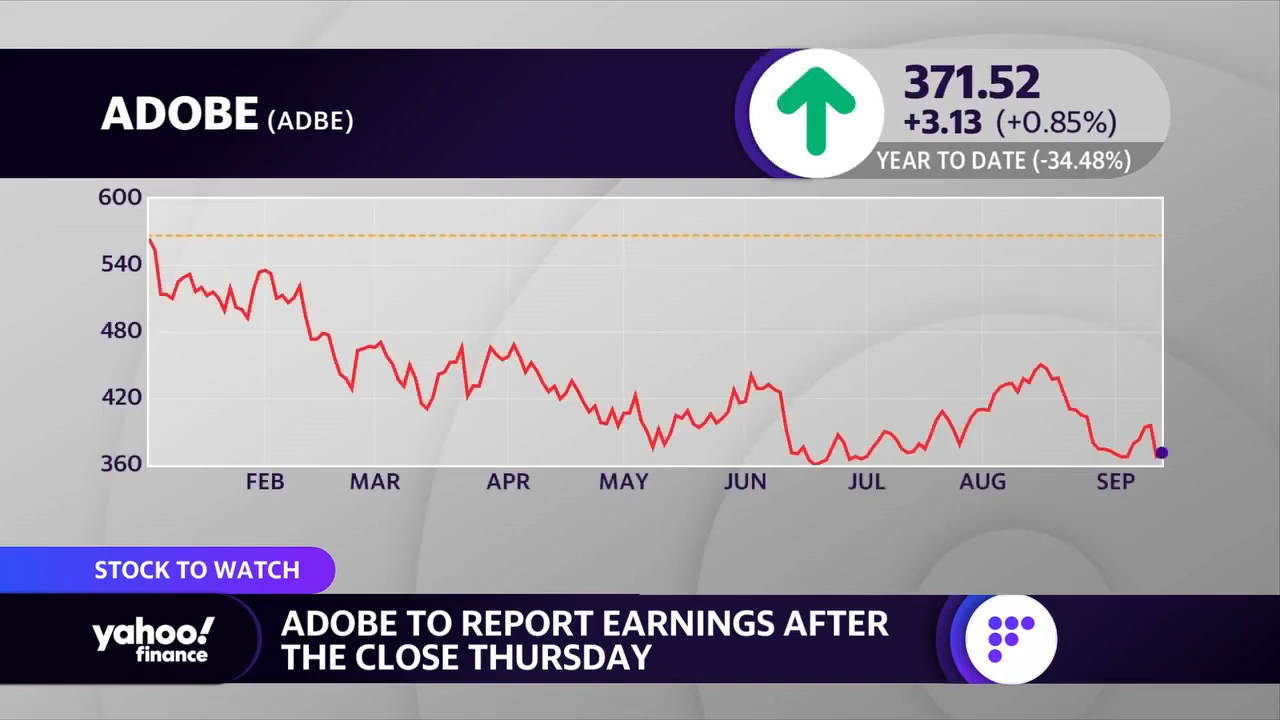 ADOBE (ADBE)
371.52
+3.13 (+0.85%)
YEAR TO DATE (-34.48%)
600
540
480
420
360
FEB MAR APR MAY JUN JUL AUG SEP
STOCK TO WATCH
yahoo!
finance
ADOBE TO REPORT EARNINGS AFTER
THE CLOSE THURSDAY